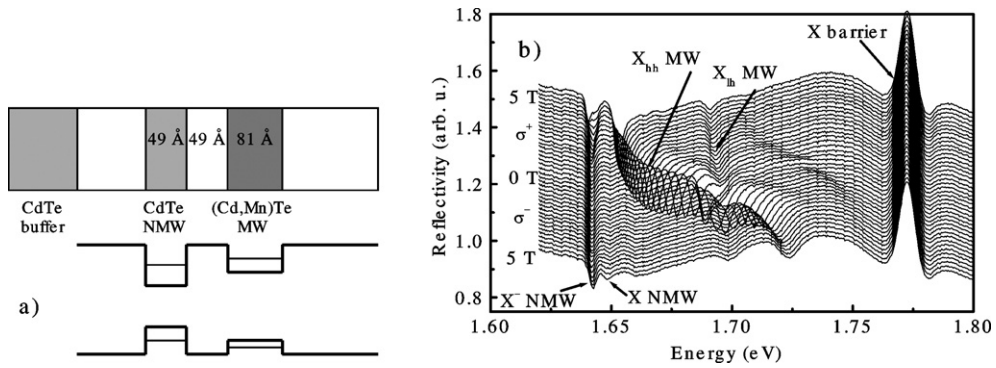 49 Å 49 Å 81 Å
CdTe buffer
CdTe NMW
(Cd,Mn)Te MW
a)
b)
X barrier
X_hh MW
X_lh MW
5 T
σ⁺
0 T
σ⁻
5 T
X⁻ NMW
X NMW
Reflectivity (arb. u.)
1.8
1.6
1.4
1.2
1.0
0.8
1.60 1.65 1.70 1.75 1.80
Energy (eV)